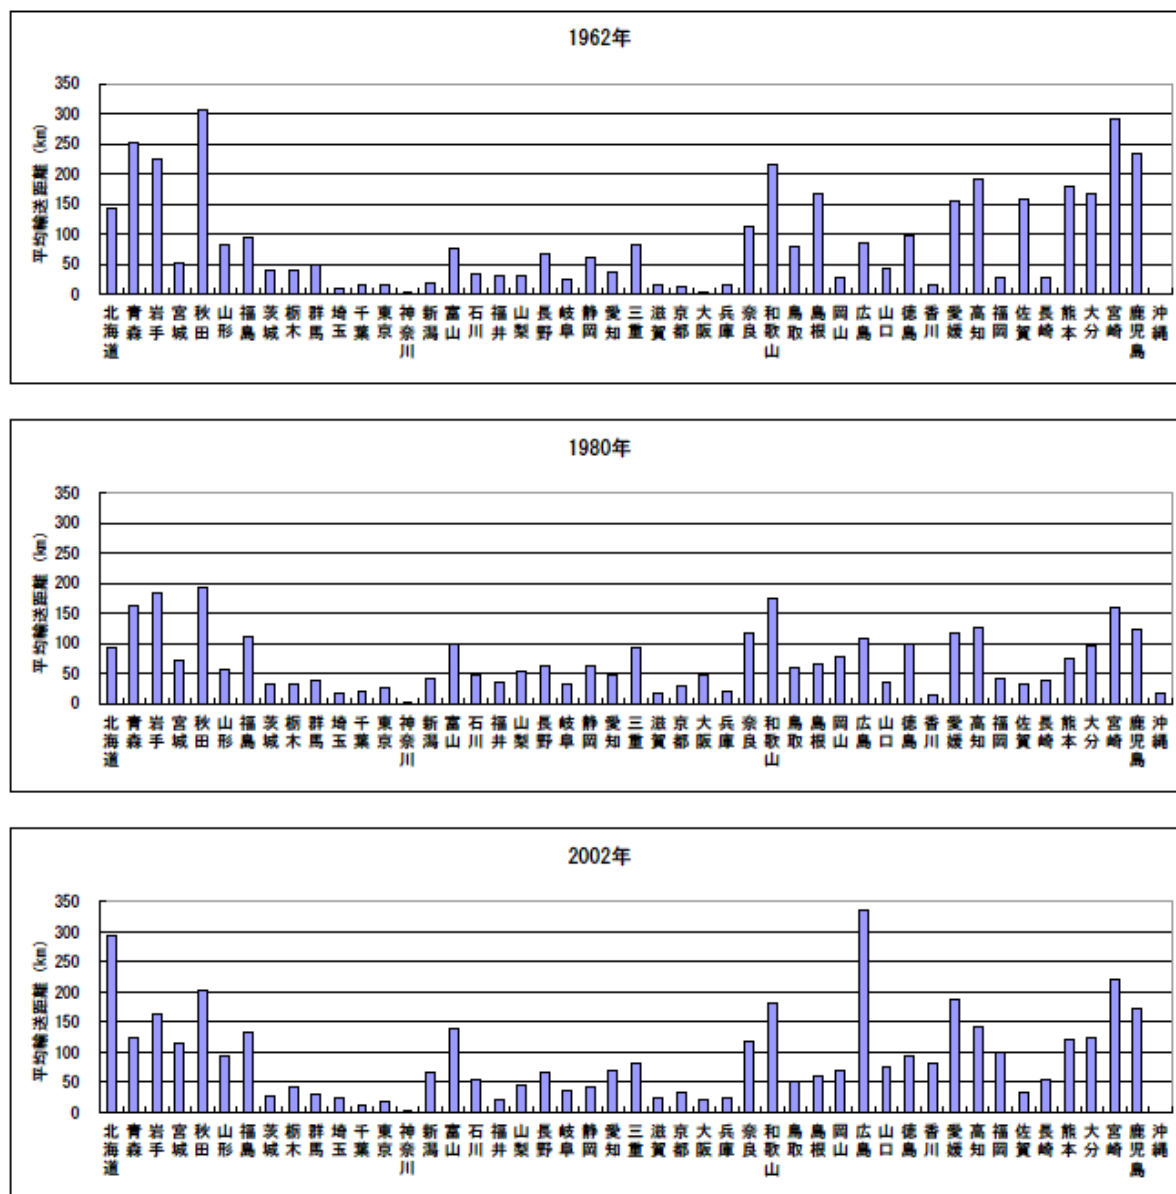 1962年
平均輸送距離 (km)
350
300
250
200
150
100
50
0
北海道 青森 岩手 宮城 秋田 山形 福島 茨城 栃木 群馬 埼玉 千葉 東京 神奈川 新潟 富山 石川 福井 山梨 長野 岐阜 静岡 愛知 三重 滋賀 京都 大阪 兵庫 奈良 和歌山 鳥取 島根 岡山 広島 山口 徳島 香川 愛媛 高知 福岡 佐賀 長崎 熊本 大分 宮崎 鹿児島 沖縄
1980年
平均輸送距離 (km)
350
300
250
200
150
100
50
0
北海道 青森 岩手 宮城 秋田 山形 福島 茨城 栃木 群馬 埼玉 千葉 東京 神奈川 新潟 富山 石川 福井 山梨 長野 岐阜 静岡 愛知 三重 滋賀 京都 大阪 兵庫 奈良 和歌山 鳥取 島根 岡山 広島 山口 徳島 香川 愛媛 高知 福岡 佐賀 長崎 熊本 大分 宮崎 鹿児島 沖縄
2002年
平均輸送距離 (km)
350
300
250
200
150
100
50
0
北海道 青森 岩手 宮城 秋田 山形 福島 茨城 栃木 群馬 埼玉 千葉 東京 神奈川 新潟 富山 石川 福井 山梨 長野 岐阜 静岡 愛知 三重 滋賀 京都 大阪 兵庫 奈良 和歌山 鳥取 島根 岡山 広島 山口 徳島 香川 愛媛 高知 福岡 佐賀 長崎 熊本 大分 宮崎 鹿児島 沖縄